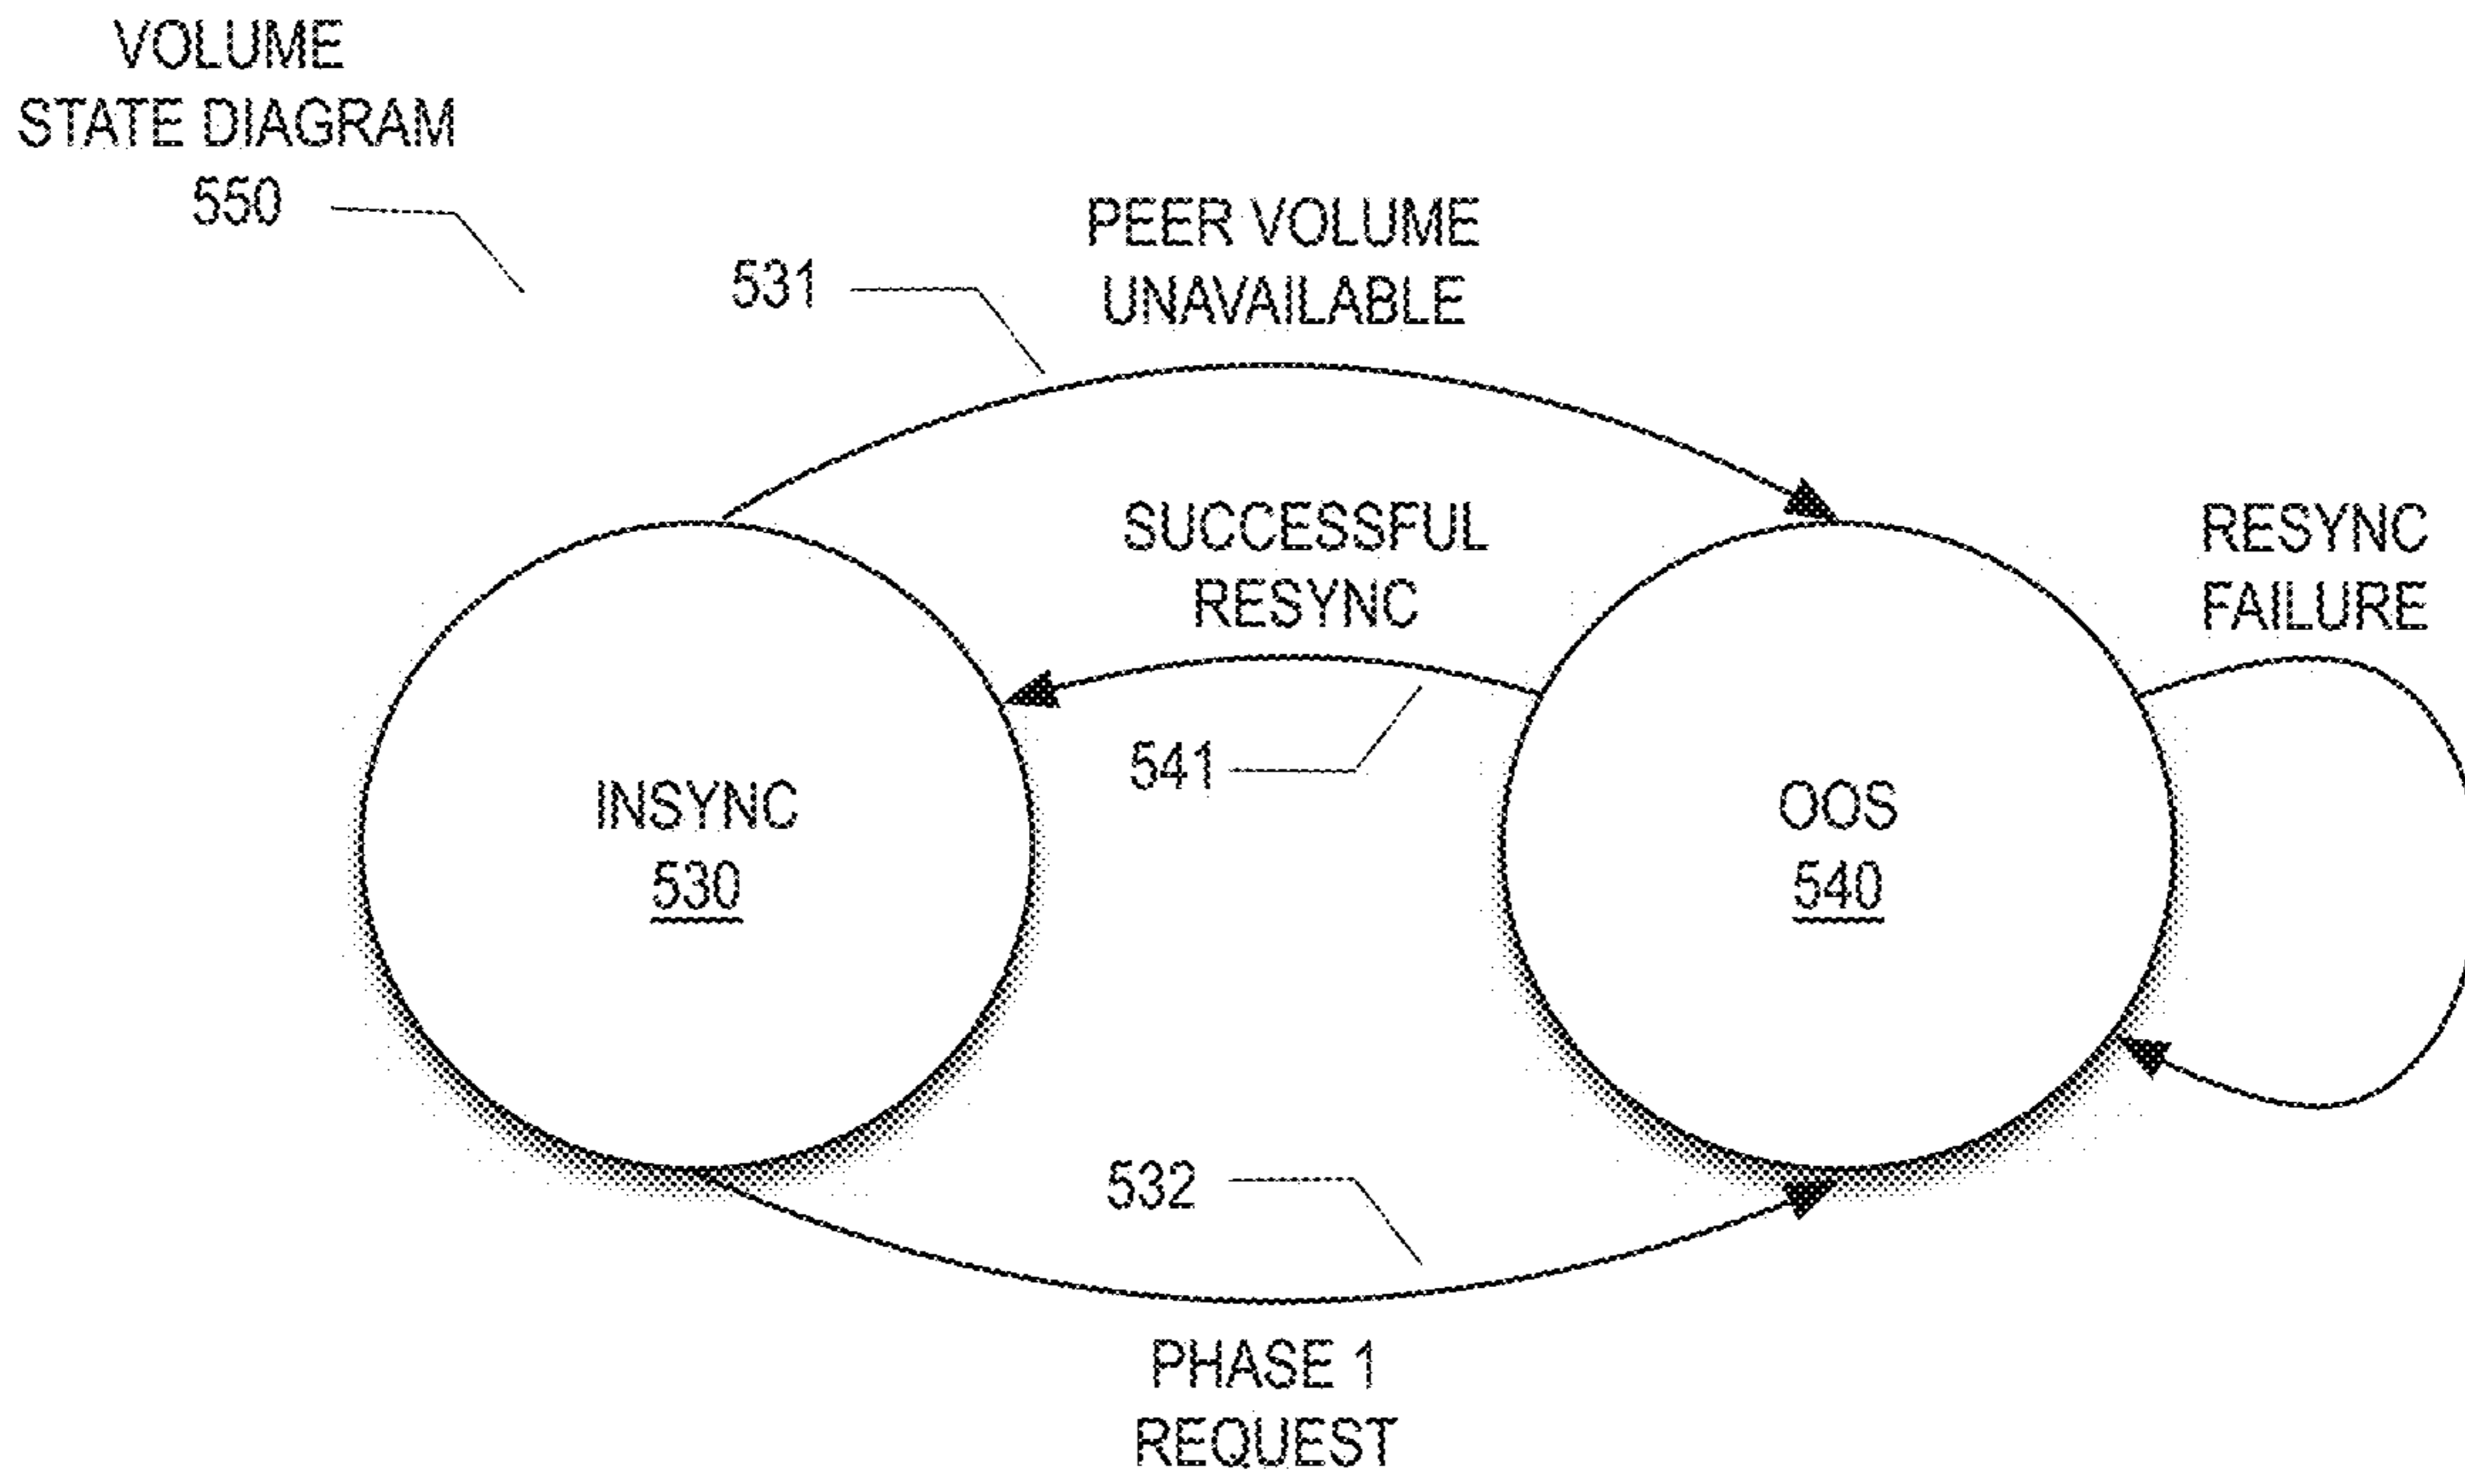 VOLUME
STATE DIAGRAM
550
531
PEER VOLUME
UNAVAILABLE
SUCCESSFUL
RESYNC
RESYNC
FAILURE
541
INSYNC
530
OOS
540
532
PHASE 1
REQUEST